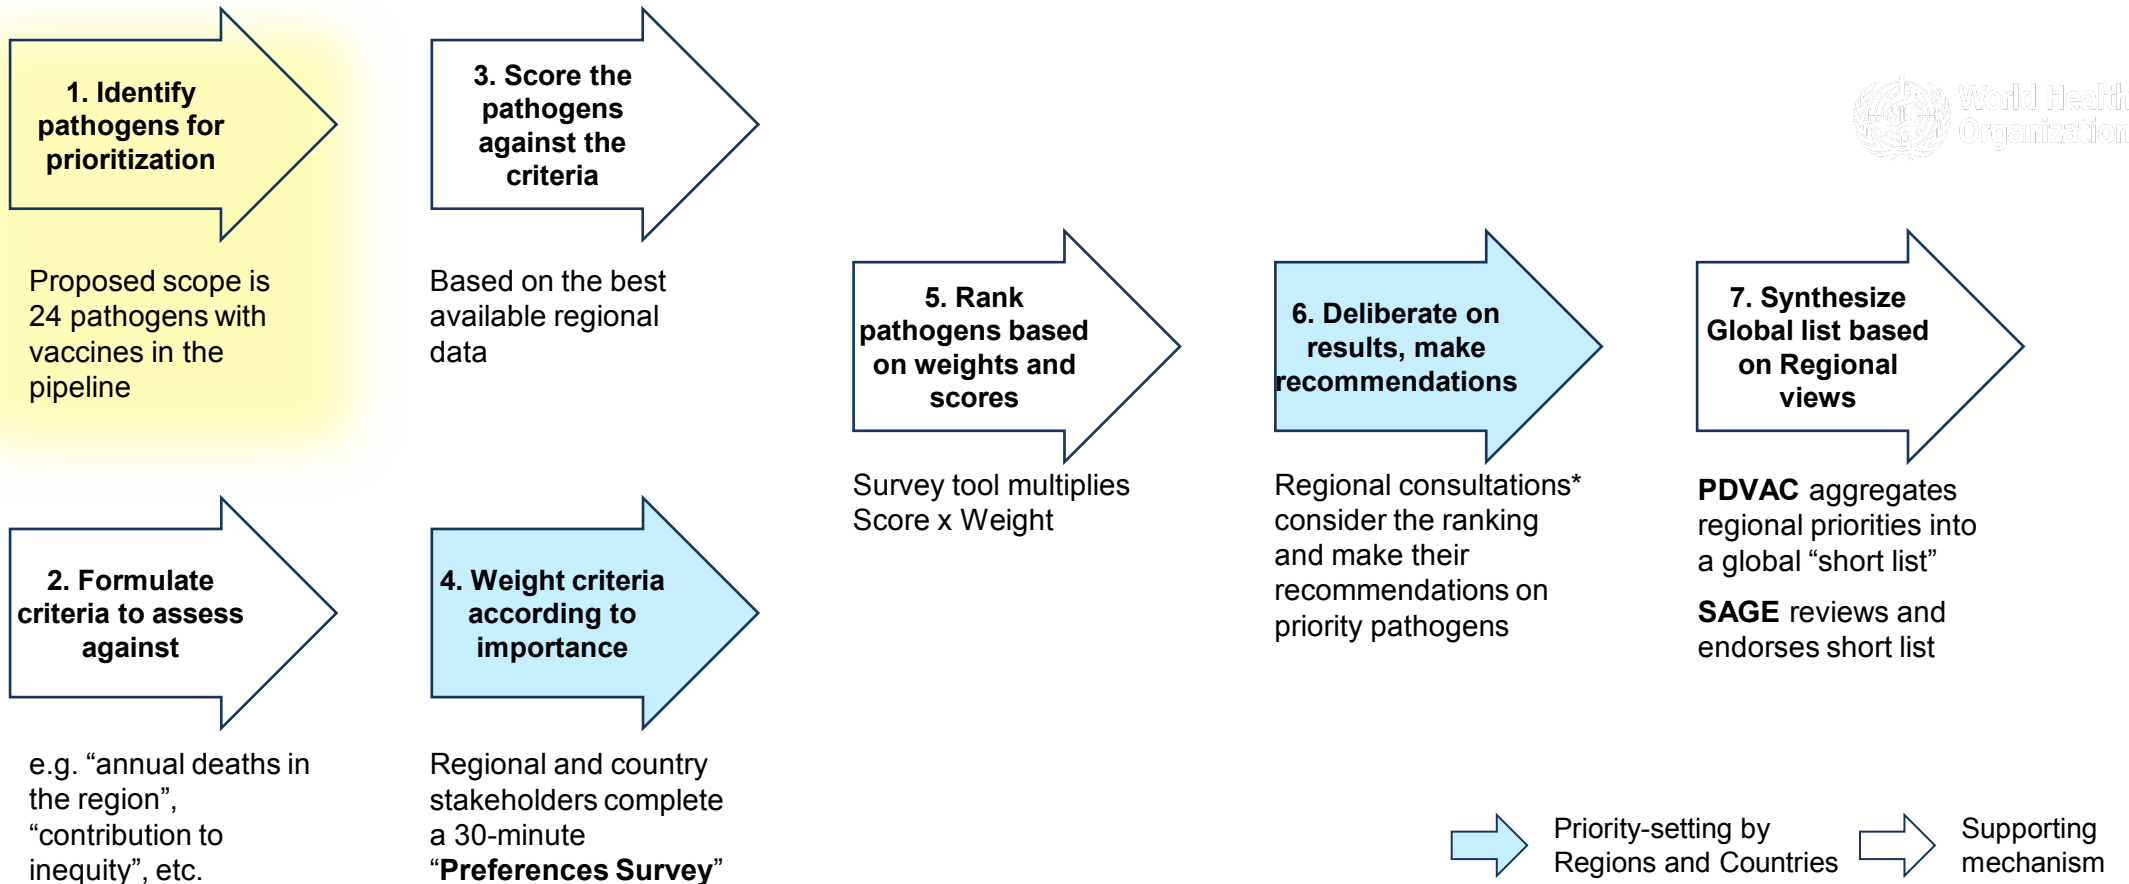 1. Identify
pathogens for
prioritization
Proposed scope is
24 pathogens with
vaccines in the
pipeline
2. Formulate
criteria to assess
against
e.g. “annual deaths in
the region”,
“contribution to
inequity”, etc.
3. Score the
pathogens
against the
criteria
Based on the best
available regional
data
4. Weight criteria
according to
importance
Regional and country
stakeholders complete
a 30-minute
“Preferences Survey”
5. Rank
pathogens based
on weights and
scores
Survey tool multiplies
Score x Weight
6. Deliberate on
results, make
recommendations
Regional consultations*
consider the ranking
and make their
recommendations on
priority pathogens
7. Synthesize
Global list based
on Regional
views
PDVAC aggregates
regional priorities into
a global “short list”
SAGE reviews and
endorses short list
World Health
Organization
Priority-setting by
Regions and Countries
Supporting
mechanism